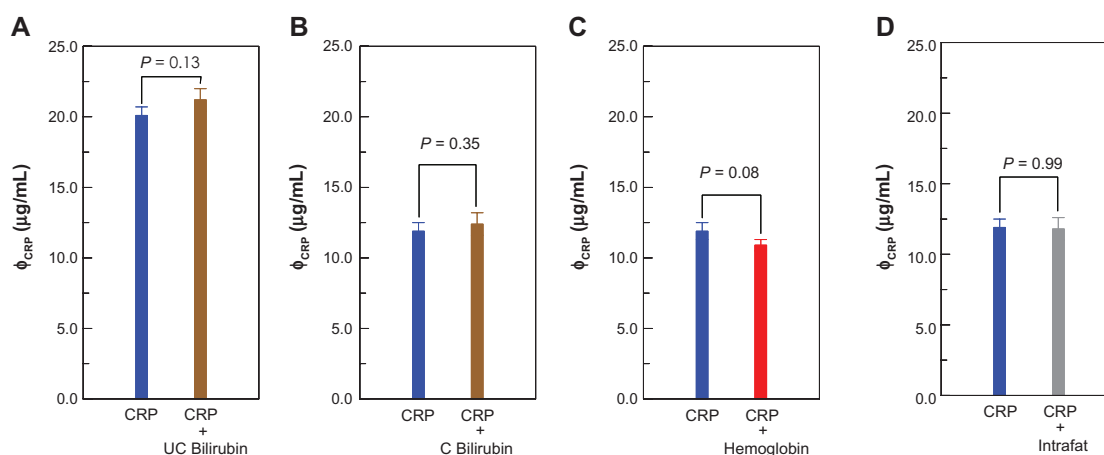 A
25.0
20.0
15.0
10.0
5.0
0.0
ϕCRP (µg/mL)
P = 0.13
CRP
CRP
+
UC Bilirubin
B
25.0
20.0
15.0
10.0
5.0
0.0
ϕCRP (µg/mL)
P = 0.35
CRP
CRP
+
C Bilirubin
C
25.0
20.0
15.0
10.0
5.0
0.0
ϕCRP (µg/mL)
P = 0.08
CRP
CRP
+
Hemoglobin
D
25.0
20.0
15.0
10.0
5.0
0.0
ϕCRP (µg/mL)
P = 0.99
CRP
CRP
+
Intrafat